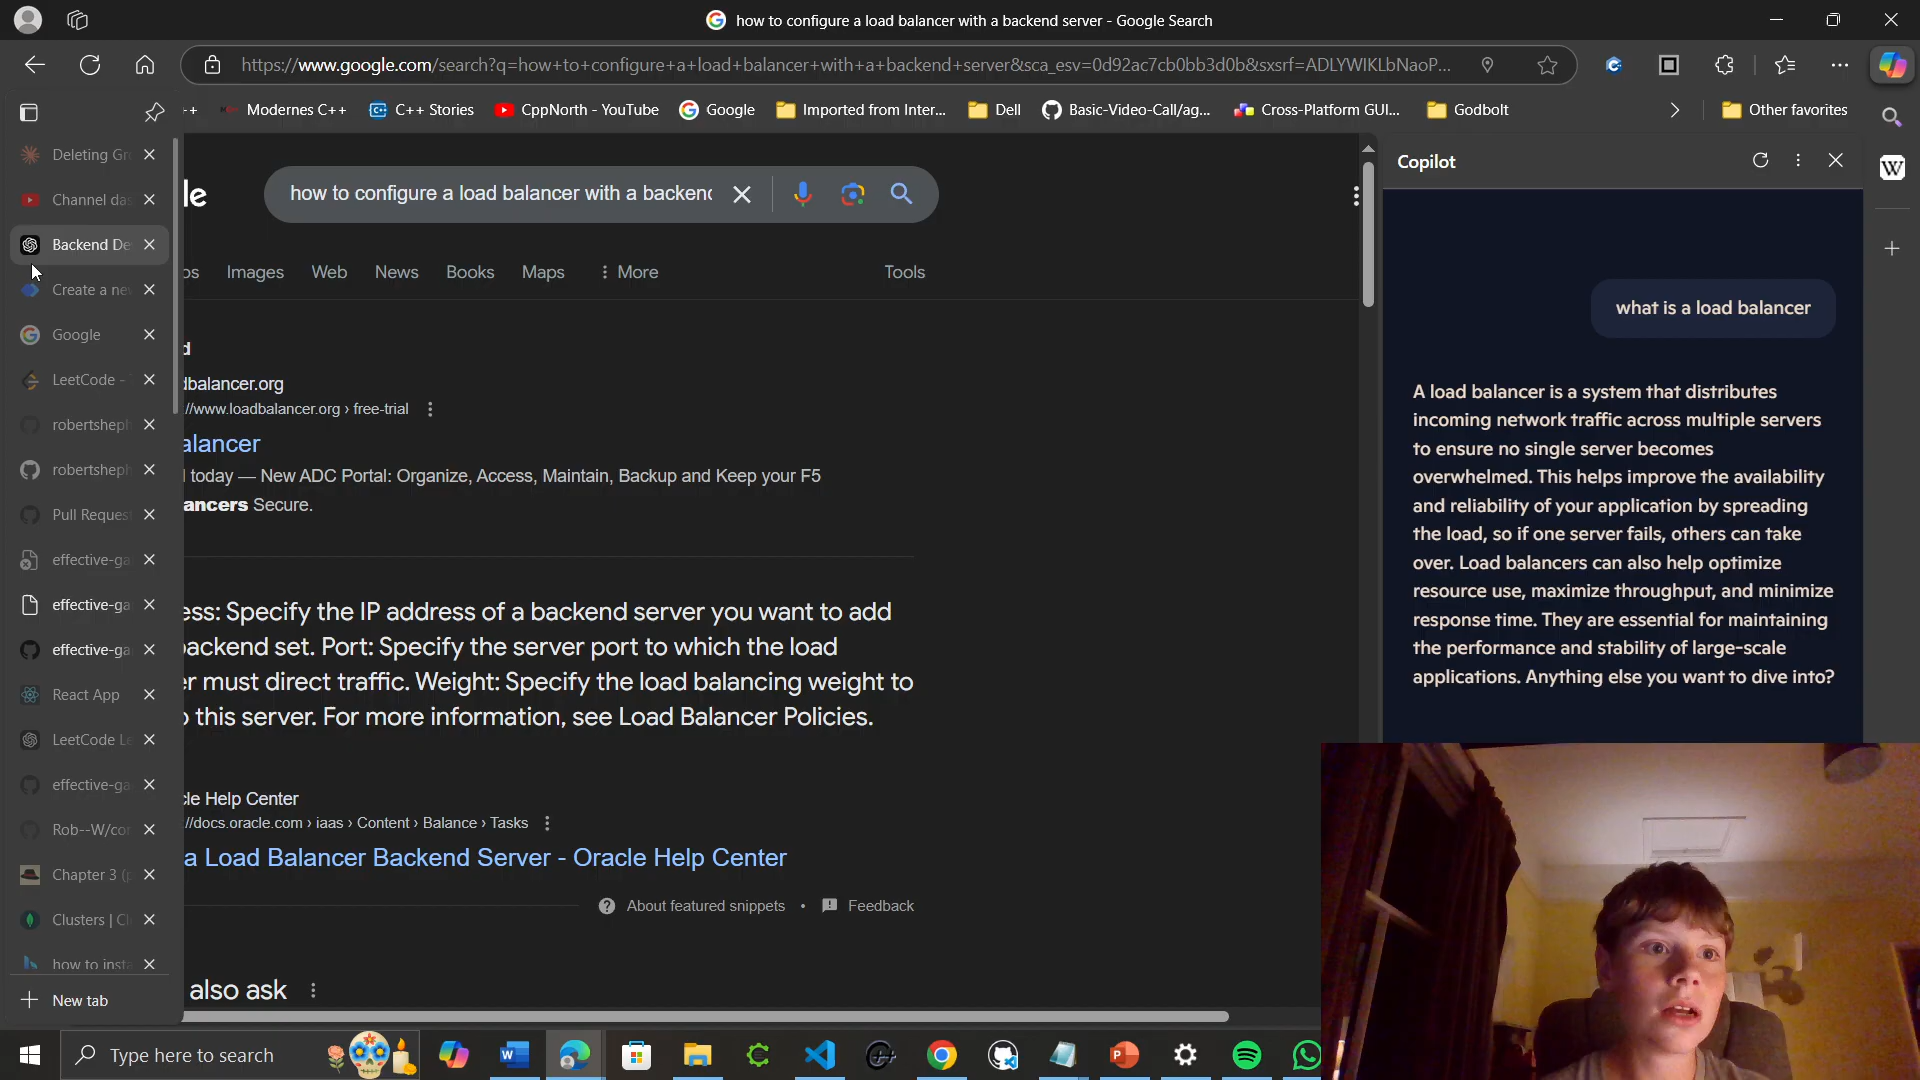 how to configure a load balancer with a backend server - Google Search
https://www.google.com/search?q=how+to+configure+a+load+balancer+with+a+backend+server&sca_esv=0d92ac7cb0bb3d0b&sxsrf=ADLYWIKLbNaoP...
++
Modernes C++
C++ Stories
CppNorth - YouTube
Google
Imported from Inter...
Dell
Basic-Video-Call/ag...
Cross-Platform GUI...
Godbolt
Other favorites
Deleting Gr
Channel das
Backend De
Create a new
Google
LeetCode -
robertsheph
robertsheph
Pull Reques
effective-ga
effective-ga
effective-ga
React App
LeetCode Le
effective-ga
Rob--W/cor
Chapter 3 (p
Clusters | Cl
how to insta
New tab
le
how to configure a load balancer with a backend
os
Images
Web
News
Books
Maps
More
Tools
d
dbalancer.org
//www.loadbalancer.org › free-trial
alancer
l today — New ADC Portal: Organize, Access, Maintain, Backup and Keep your F5
ancers Secure.
ess: Specify the IP address of a backend server you want to add
backend set. Port: Specify the server port to which the load
er must direct traffic. Weight: Specify the load balancing weight to
o this server. For more information, see Load Balancer Policies.
cle Help Center
//docs.oracle.com › iaas › Content › Balance › Tasks
a Load Balancer Backend Server - Oracle Help Center
About featured snippets
Feedback
also ask
Copilot
what is a load balancer
A load balancer is a system that distributes
incoming network traffic across multiple servers
to ensure no single server becomes
overwhelmed. This helps improve the availability
and reliability of your application by spreading
the load, so if one server fails, others can take
over. Load balancers can also help optimize
resource use, maximize throughput, and minimize
response time. They are essential for maintaining
the performance and stability of large-scale
applications. Anything else you want to dive into?
W
Type here to search